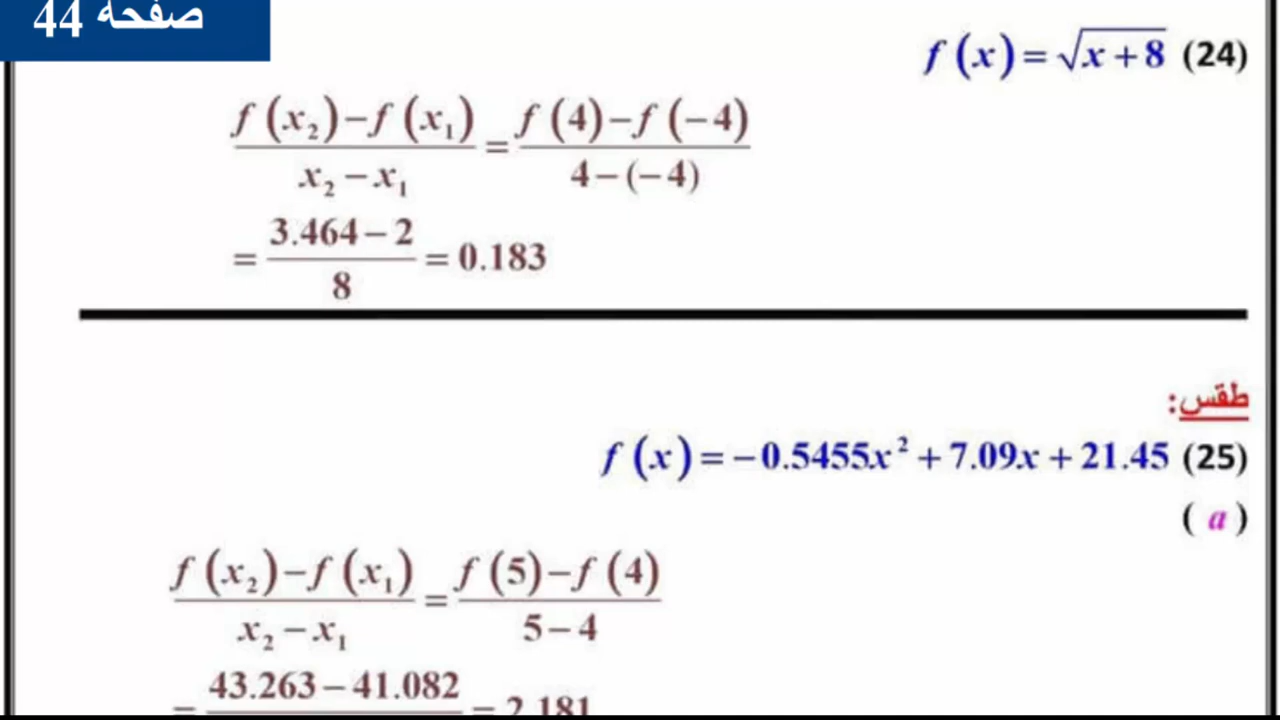 صفحة 44
(24) f(x) = √(x+8)
(f(x₂) − f(x₁)) / (x₂ − x₁) = (f(4) − f(−4)) / (4 − (−4))
= (3.464 − 2) / 8 = 0.183
طقس:
(25) f(x) = −0.5455x² + 7.09x + 21.45
(a)
(f(x₂) − f(x₁)) / (x₂ − x₁) = (f(5) − f(4)) / (5 − 4)
= 43.263 − 41.082 = 2.181